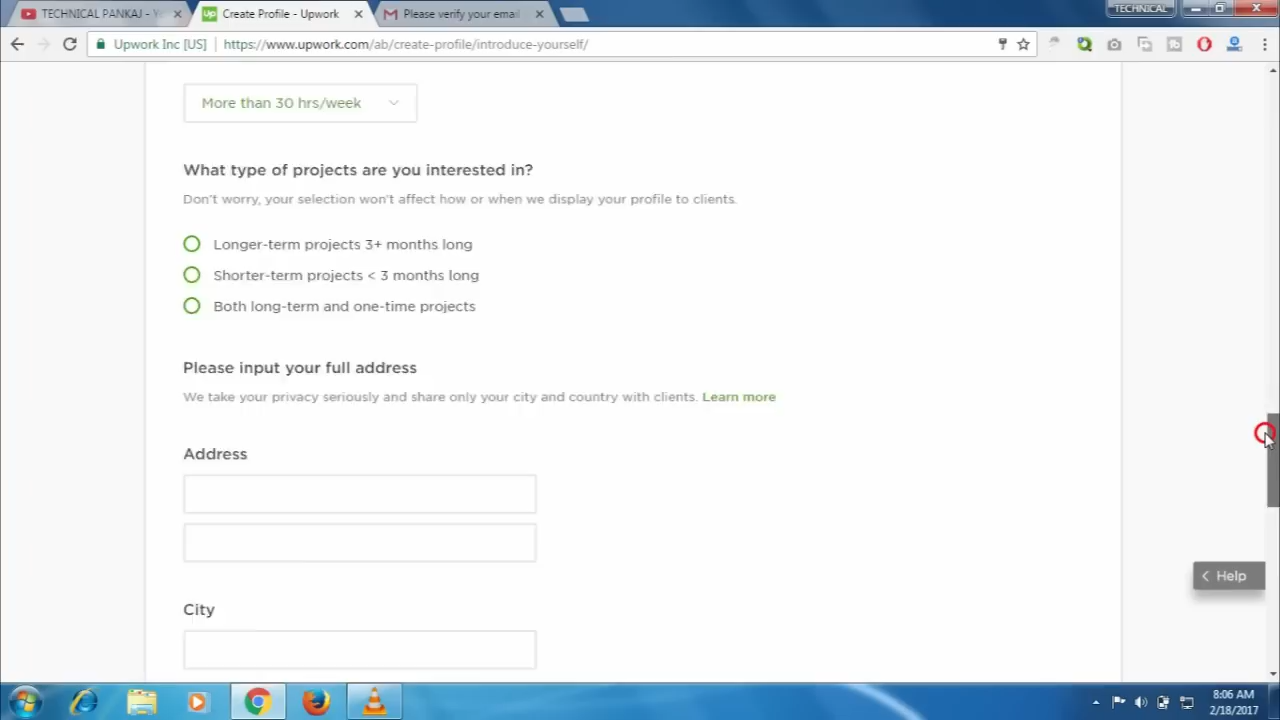 TECHNICAL PANKAJ - Y
Create Profile - Upwork
Please verify your email
TECHNICAL
Upwork Inc [US]
https://www.upwork.com/ab/create-profile/introduce-yourself/
More than 30 hrs/week
What type of projects are you interested in?
Don't worry, your selection won't affect how or when we display your profile to clients.
Longer-term projects 3+ months long
Shorter-term projects < 3 months long
Both long-term and one-time projects
Please input your full address
We take your privacy seriously and share only your city and country with clients. Learn more
Address
Help
City
8:06 AM
2/18/2017